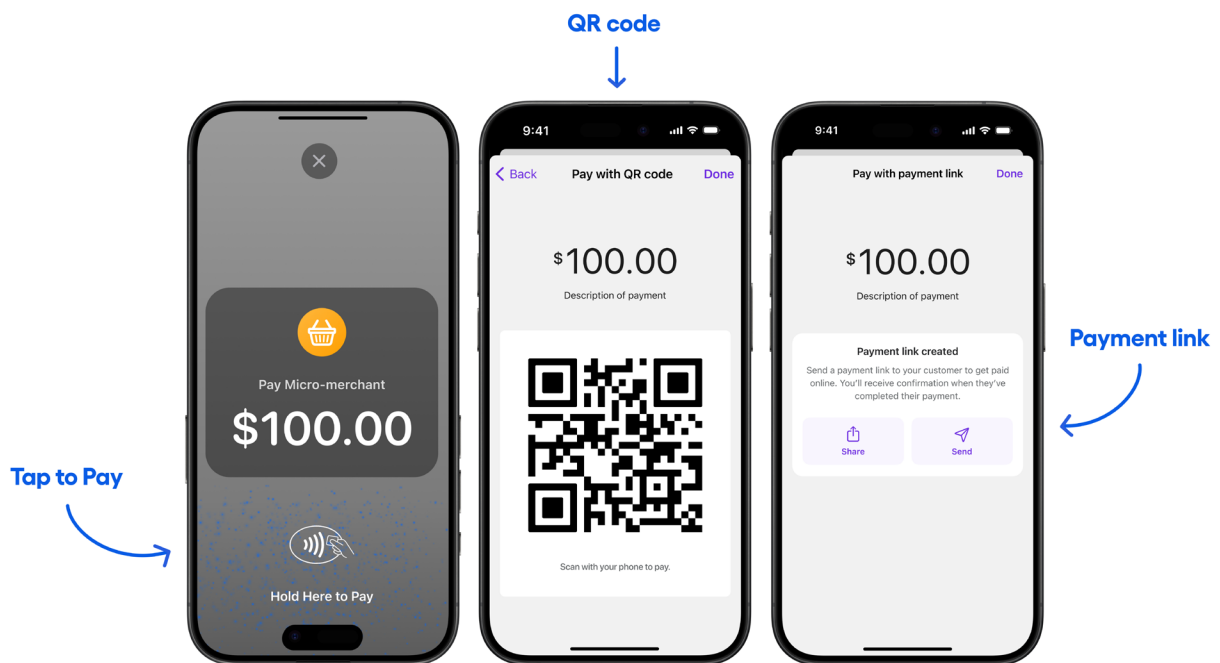 QR code
Tap to Pay
Pay Micro-merchant
$100.00
Hold Here to Pay
9:41
Back
Pay with QR code
Done
$100.00
Description of payment
Scan with your phone to pay.
9:41
Pay with payment link
Done
$100.00
Description of payment
Payment link created
Send a payment link to your customer to get paid
online. You’ll receive confirmation when they’ve
completed their payment.
Share
Send
Payment link